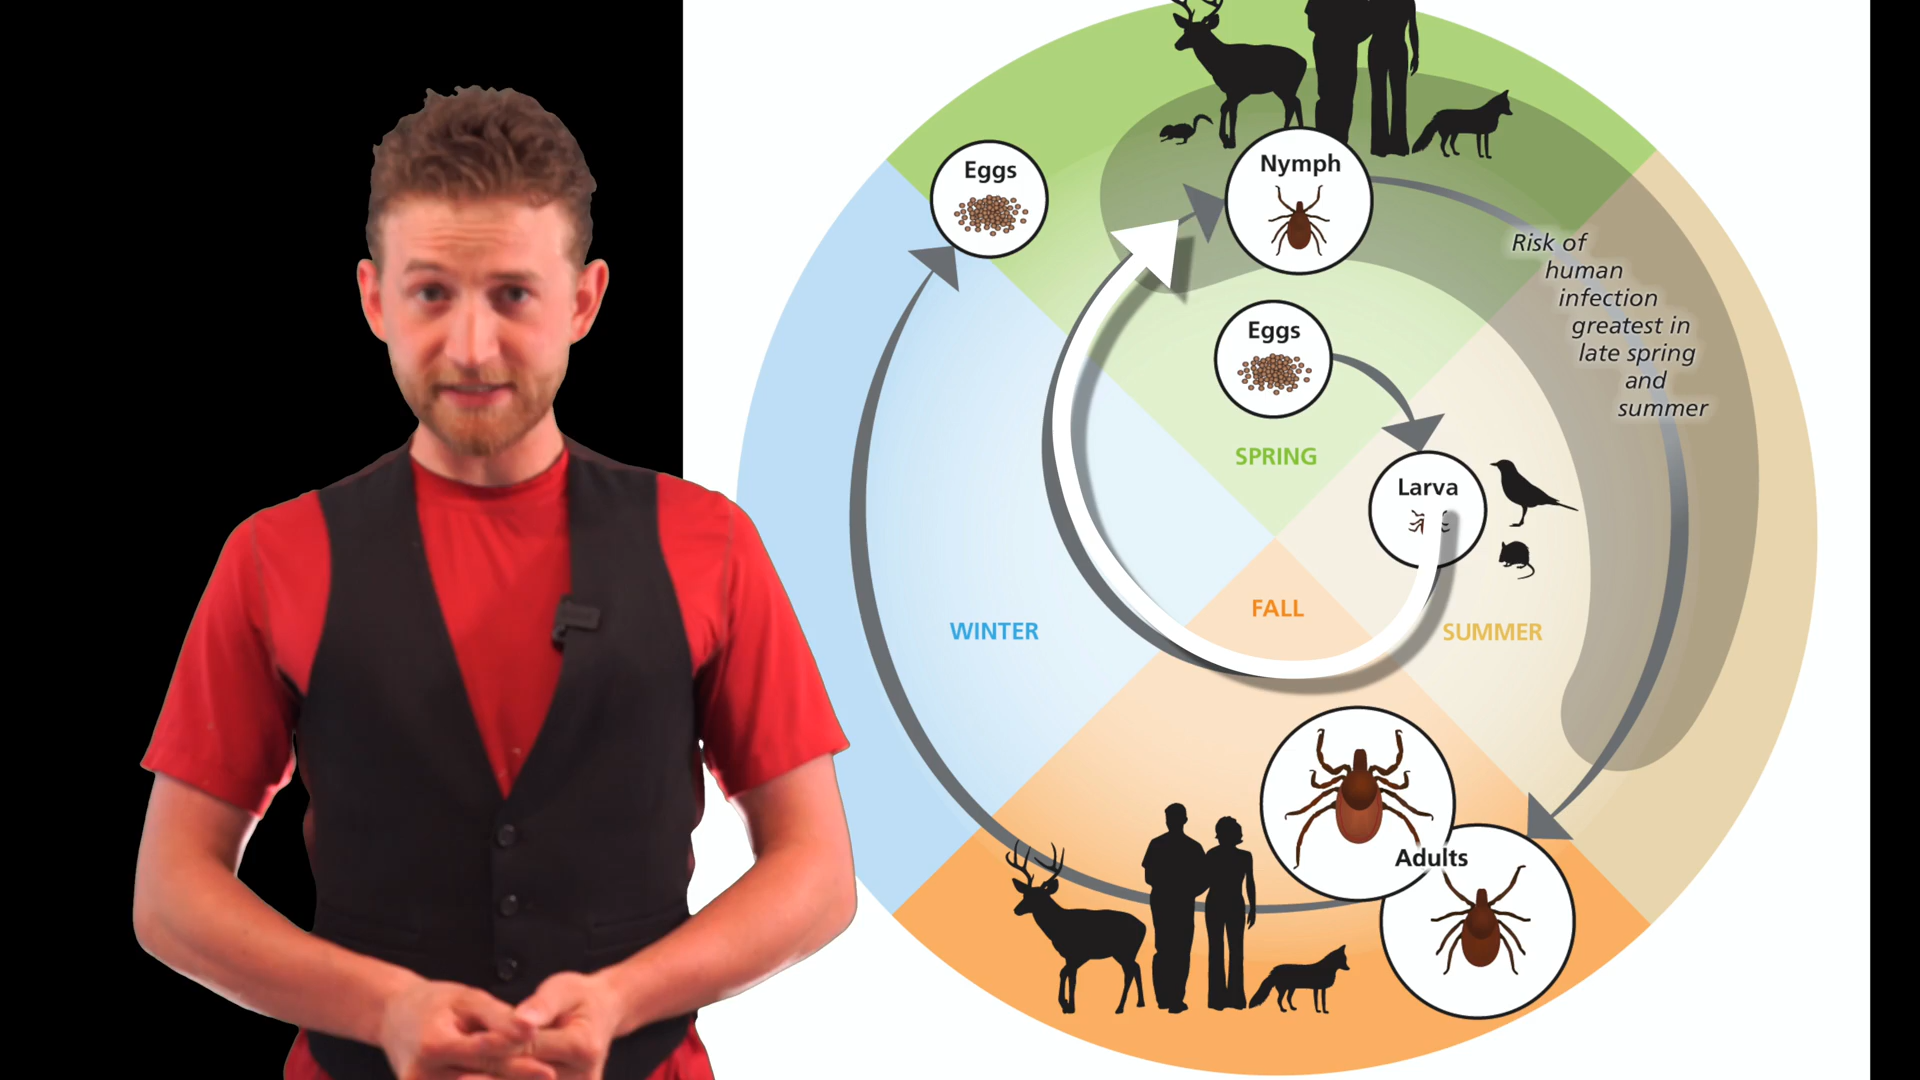 Eggs
Nymph
Risk of
human
infection
greatest in
late spring
and
summer
Eggs
SPRING
Larva
FALL
WINTER
SUMMER
Adults